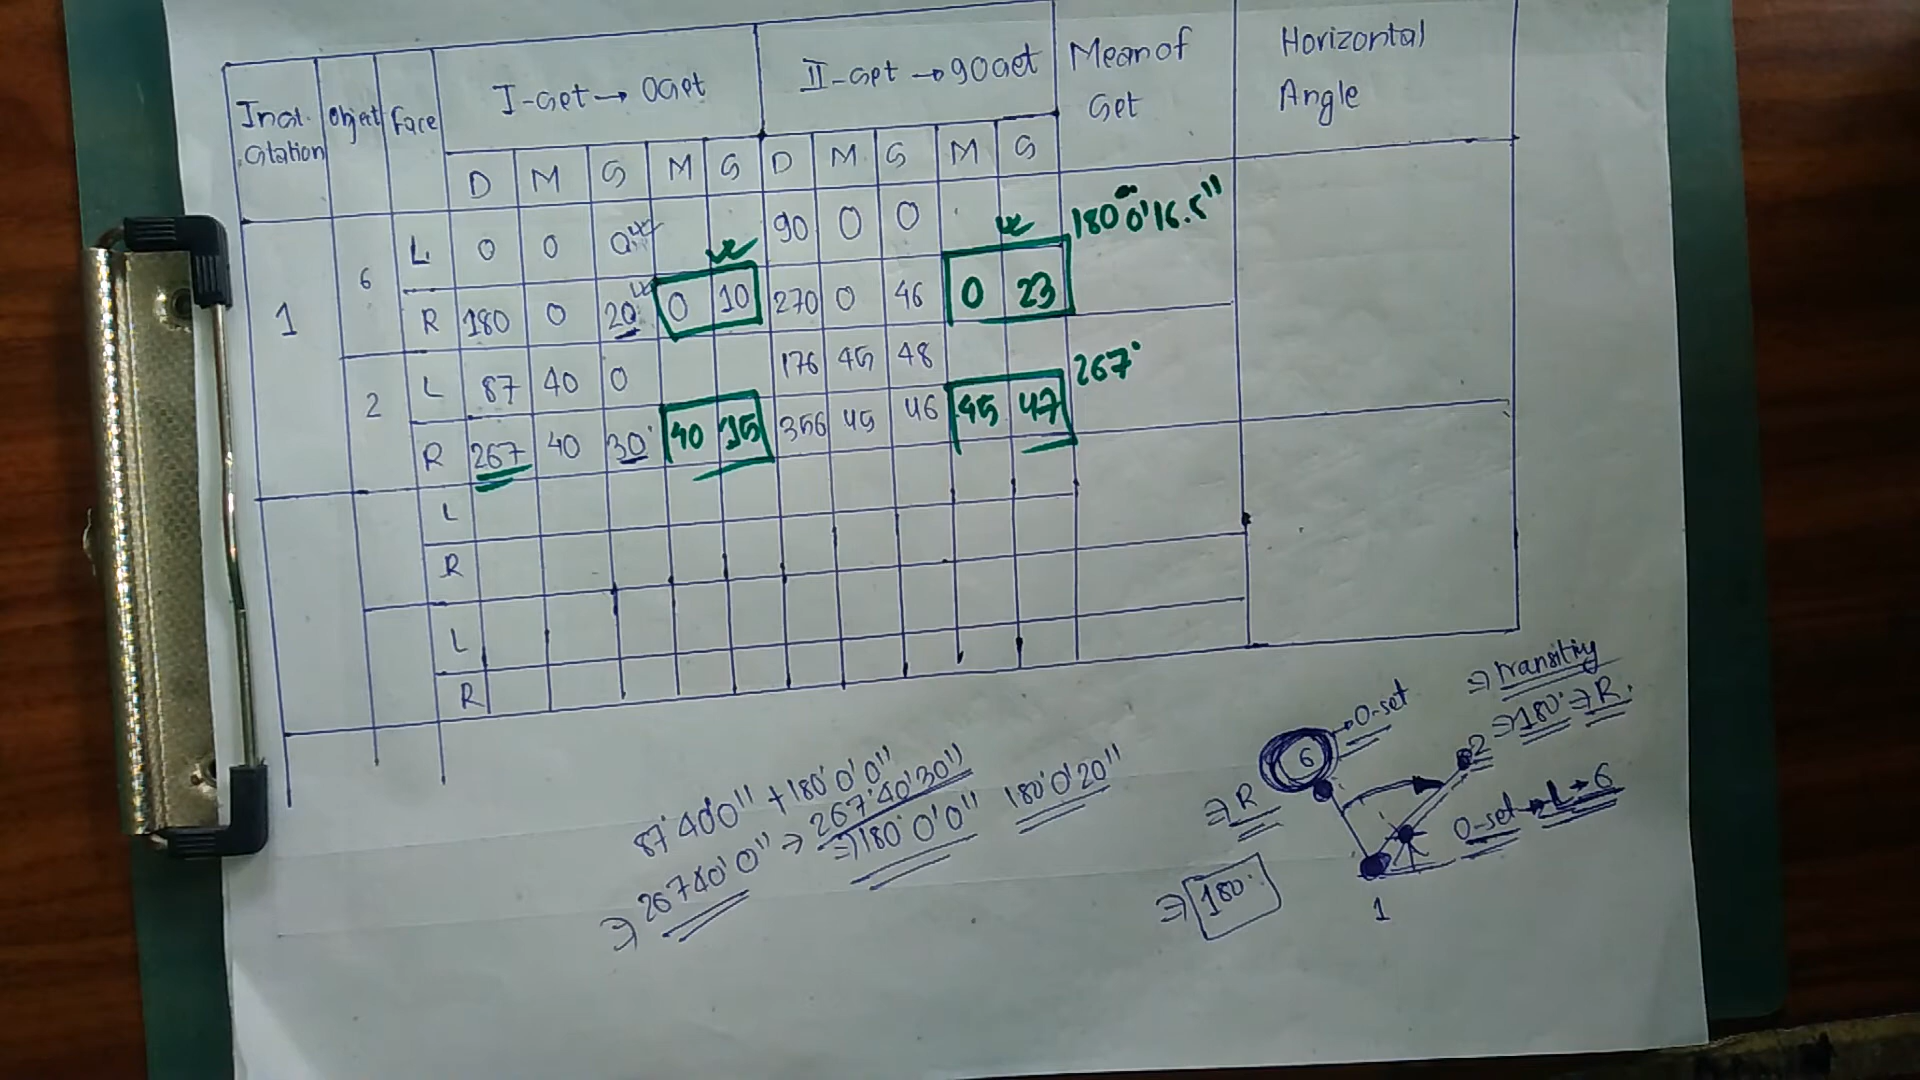 Inst. Station Object Face I-Set → 0Set II-Set → 90Set Mean of Set Horizontal Angle
D M S M S D M S M S
1 6 L 0 0 0 90 0 0 180°0'16.5"
R 180 0 20 0 10 270 0 46 0 23
2 L 87 40 0 176 45 48 267°
R 267 40 30 40 15 356 45 46 45 47
L
R
L
R
87°40'0" + 180°0'0"
⇒ 267°40'0" ⇒ 267°40'30"
⇒ 180°0'0" 180°0'20"
⇒ transiting
⇒ 180° ⇒ R.
6 → 0-set
2
⇒ R
0-set → L → 6
⇒ 180°
1